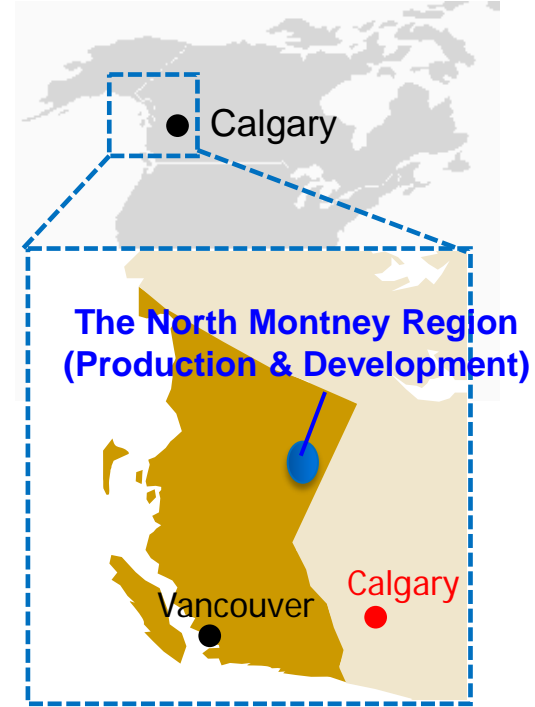 Calgary
The North Montney Region
(Production & Development)
Calgary
Vancouver